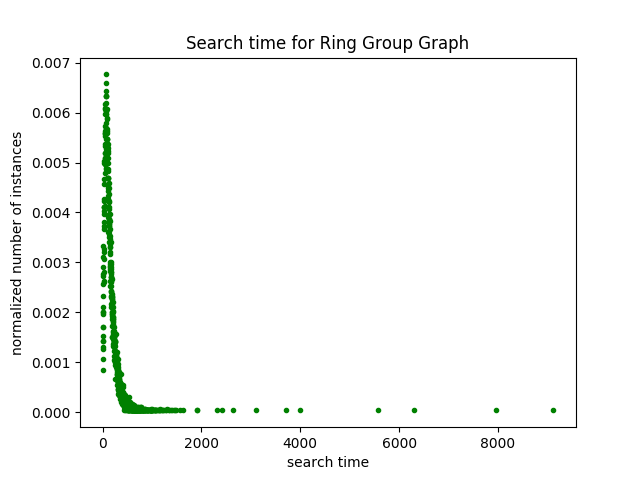 Search time for Ring Group Graph
0.007
0.006
0.005
0.004
0.003
0.002
0.001
0.000
normalized number of instances
0 2000 4000 6000 8000
search time